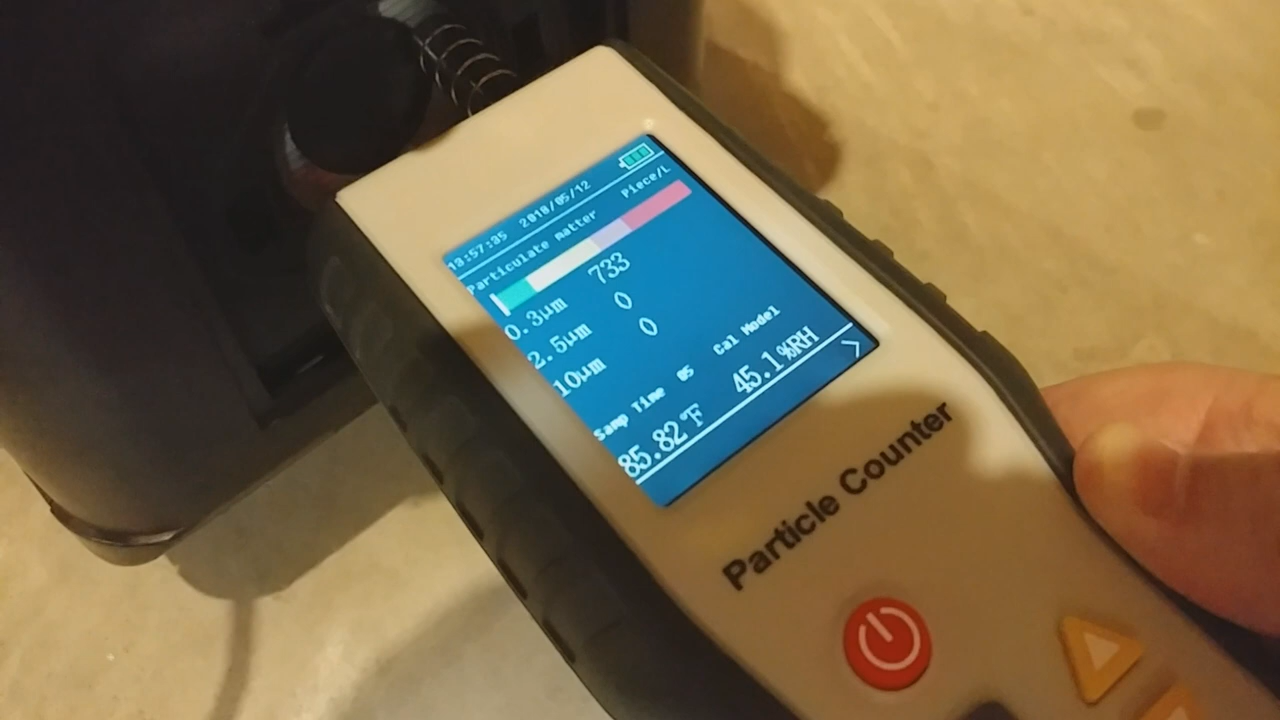 13:57:35 2018/05/12
Particulate matter Piece/L
0.3μm 733
2.5μm 0
10μm 0
Samp Time 05 Cal Model
85.82℉ 45.1%RH
Particle Counter